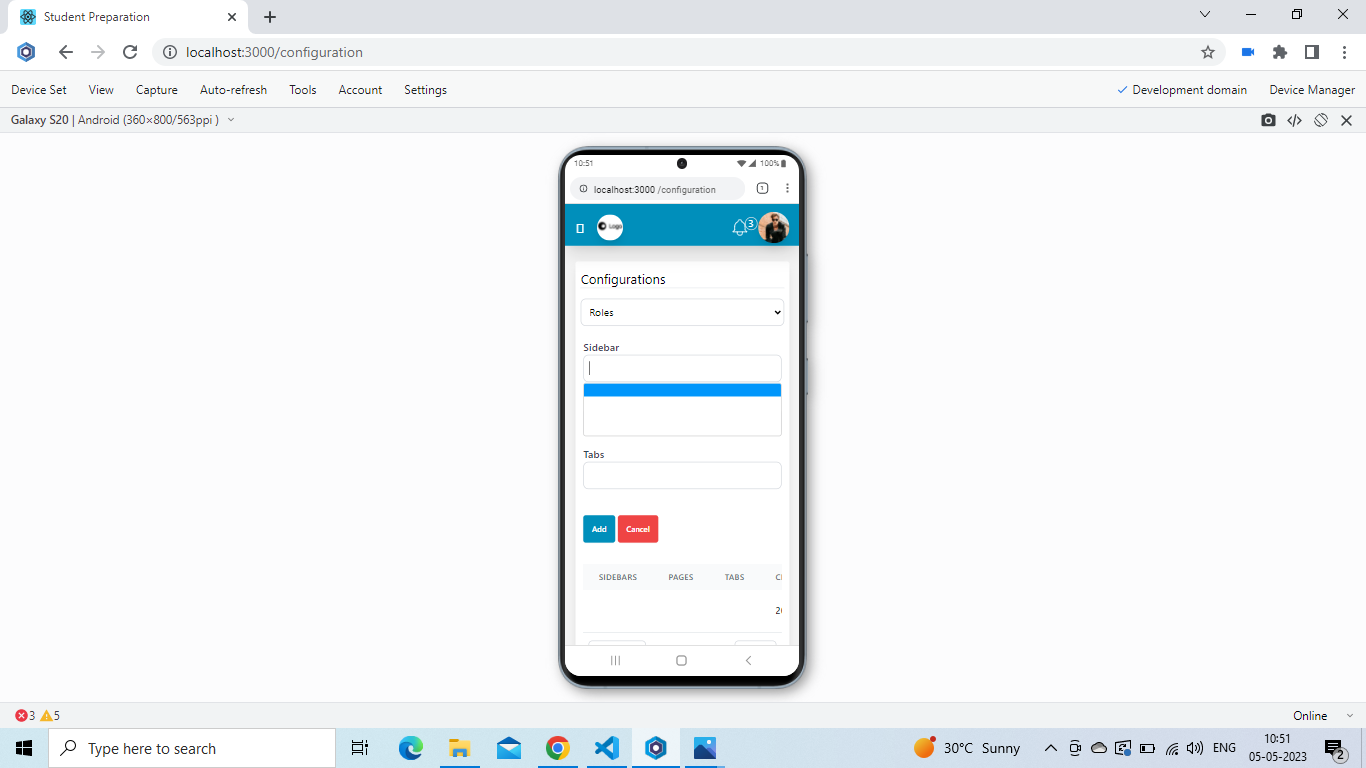 Student Preparation
localhost:3000/configuration
Device Set View Capture Auto-refresh Tools Account Settings Development domain Device Manager
Galaxy S20 | Android (360×800/563ppi )
10:51 100%
localhost:3000 /configuration 1
Logo 3
Configurations
Roles
Sidebar
Tabs
Add Cancel
SIDEBARS PAGES TABS
3 5 Online
Type here to search 30°C Sunny ENG 10:51
05-05-2023 2